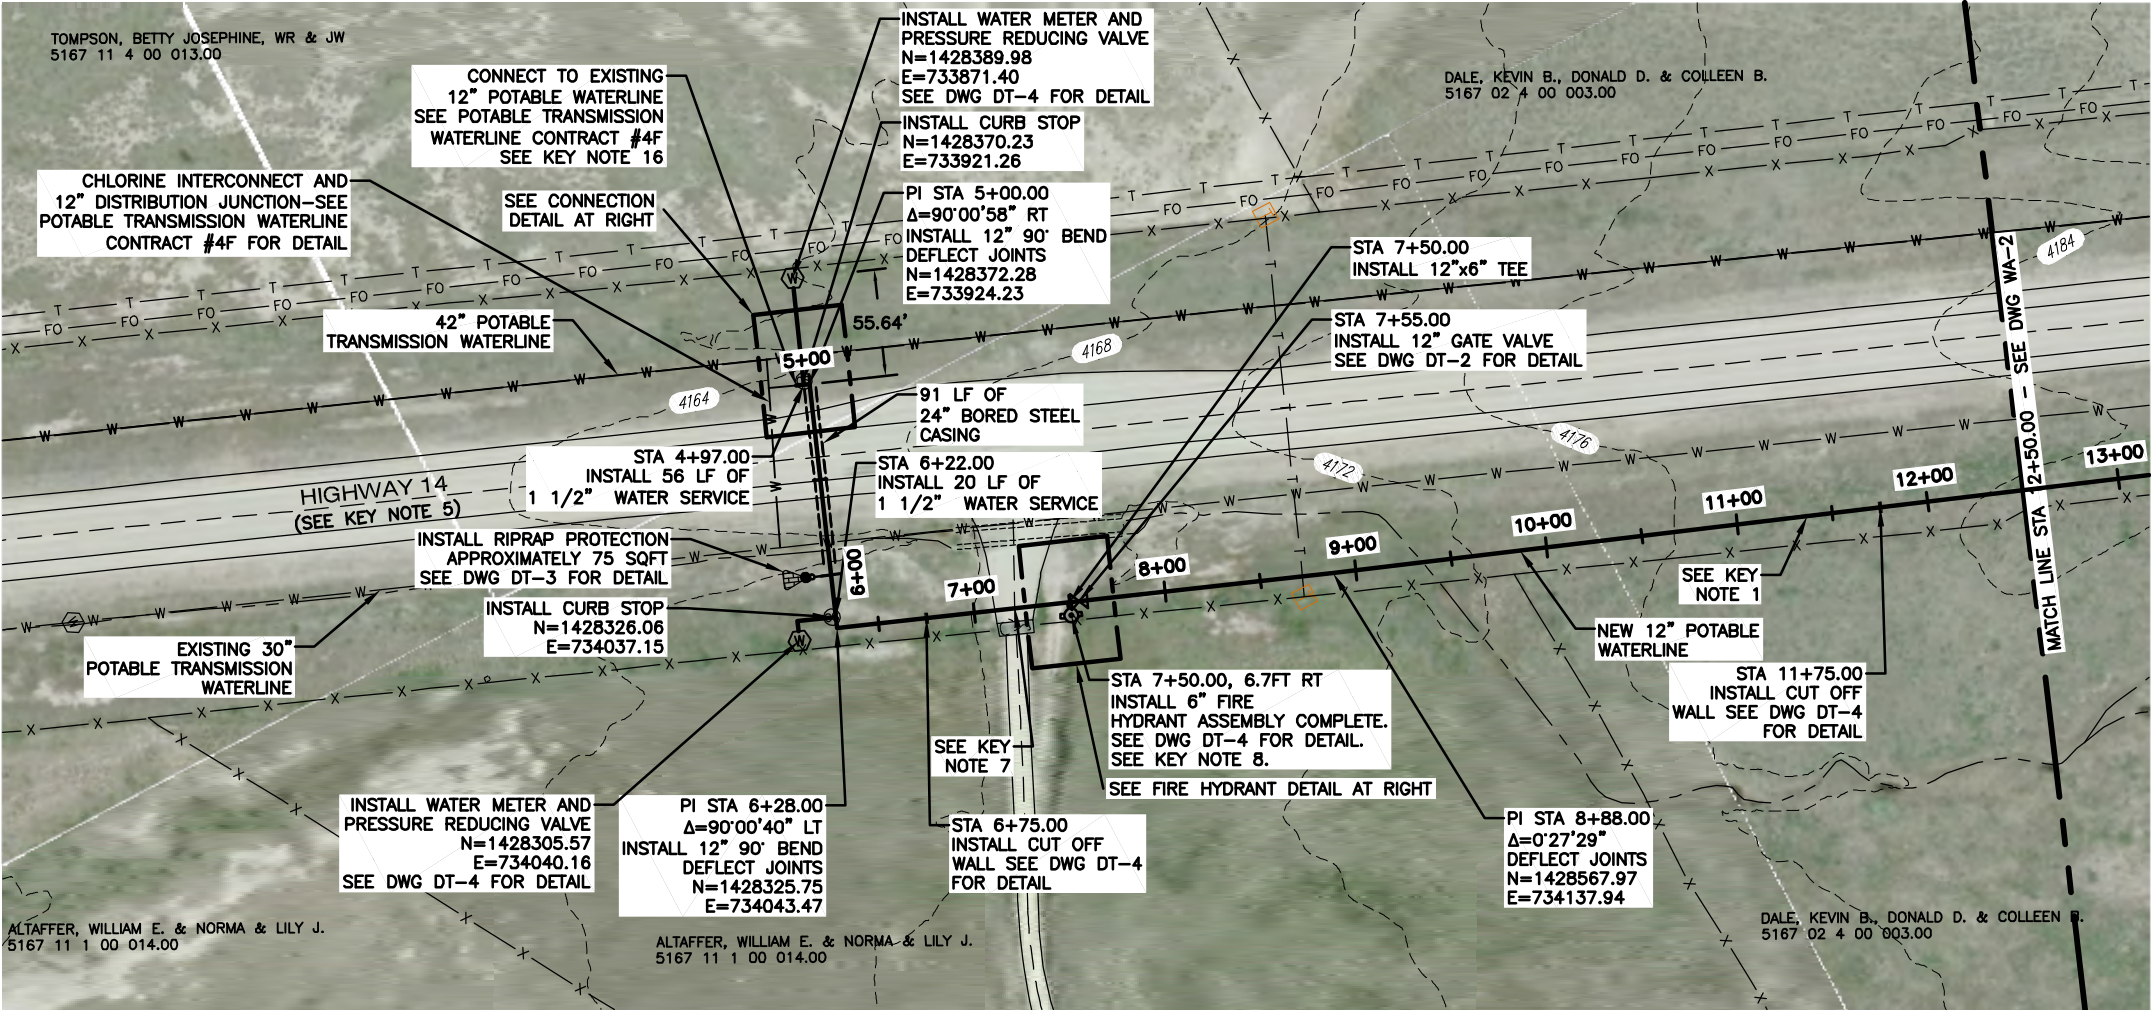 TOMPSON, BETTY JOSEPHINE, WR & JW
5167 11 4 00 013.00
CONNECT TO EXISTING
12" POTABLE WATERLINE
SEE POTABLE TRANSMISSION
WATERLINE CONTRACT #4F
SEE KEY NOTE 16
INSTALL WATER METER AND
PRESSURE REDUCING VALVE
N=1428389.98
E=733871.40
SEE DWG DT-4 FOR DETAIL
INSTALL CURB STOP
N=1428370.23
E=733921.26
DALE, KEVIN B., DONALD D. & COLLEEN B.
5167 02 4 00 003.00
CHLORINE INTERCONNECT AND
12" DISTRIBUTION JUNCTION-SEE
POTABLE TRANSMISSION WATERLINE
CONTRACT #4F FOR DETAIL
SEE CONNECTION
DETAIL AT RIGHT
PI STA 5+00.00
Δ=90°00'58" RT
INSTALL 12" 90° BEND
DEFLECT JOINTS
N=1428372.28
E=733924.23
STA 7+50.00
INSTALL 12"x6" TEE
STA 7+55.00
INSTALL 12" GATE VALVE
SEE DWG DT-2 FOR DETAIL
MATCH LINE STA 2+50.00 - SEE DWG WA-2
4184
42" POTABLE
TRANSMISSION WATERLINE
55.64'
5+00
4164
4168
4172
4176
91 LF OF
24" BORED STEEL
CASING
STA 4+97.00
INSTALL 56 LF OF
1 1/2" WATER SERVICE
STA 6+22.00
INSTALL 20 LF OF
1 1/2" WATER SERVICE
HIGHWAY 14
(SEE KEY NOTE 5)
INSTALL RIPRAP PROTECTION
APPROXIMATELY 75 SQFT
SEE DWG DT-3 FOR DETAIL
6+00
7+00
8+00
9+00
10+00
11+00
12+00
13+00
INSTALL CURB STOP
N=1428326.06
E=734037.15
EXISTING 30"
POTABLE TRANSMISSION
WATERLINE
SEE KEY
NOTE 1
NEW 12" POTABLE
WATERLINE
STA 11+75.00
INSTALL CUT OFF
WALL SEE DWG DT-4
FOR DETAIL
STA 7+50.00, 6.7FT RT
INSTALL 6" FIRE
HYDRANT ASSEMBLY COMPLETE.
SEE DWG DT-4 FOR DETAIL.
SEE KEY NOTE 8.
SEE KEY
NOTE 7
SEE FIRE HYDRANT DETAIL AT RIGHT
INSTALL WATER METER AND
PRESSURE REDUCING VALVE
N=1428305.57
E=734040.16
SEE DWG DT-4 FOR DETAIL
PI STA 6+28.00
Δ=90°00'40" LT
INSTALL 12" 90° BEND
DEFLECT JOINTS
N=1428325.75
E=734043.47
STA 6+75.00
INSTALL CUT OFF
WALL SEE DWG DT-4
FOR DETAIL
PI STA 8+88.00
Δ=0°27'29"
DEFLECT JOINTS
N=1428567.97
E=734137.94
ALTAFFER, WILLIAM E. & NORMA & LILY J.
5167 11 1 00 014.00
ALTAFFER, WILLIAM E. & NORMA & LILY J.
5167 11 1 00 014.00
DALE, KEVIN B., DONALD D. & COLLEEN B.
5167 02 4 00 003.00